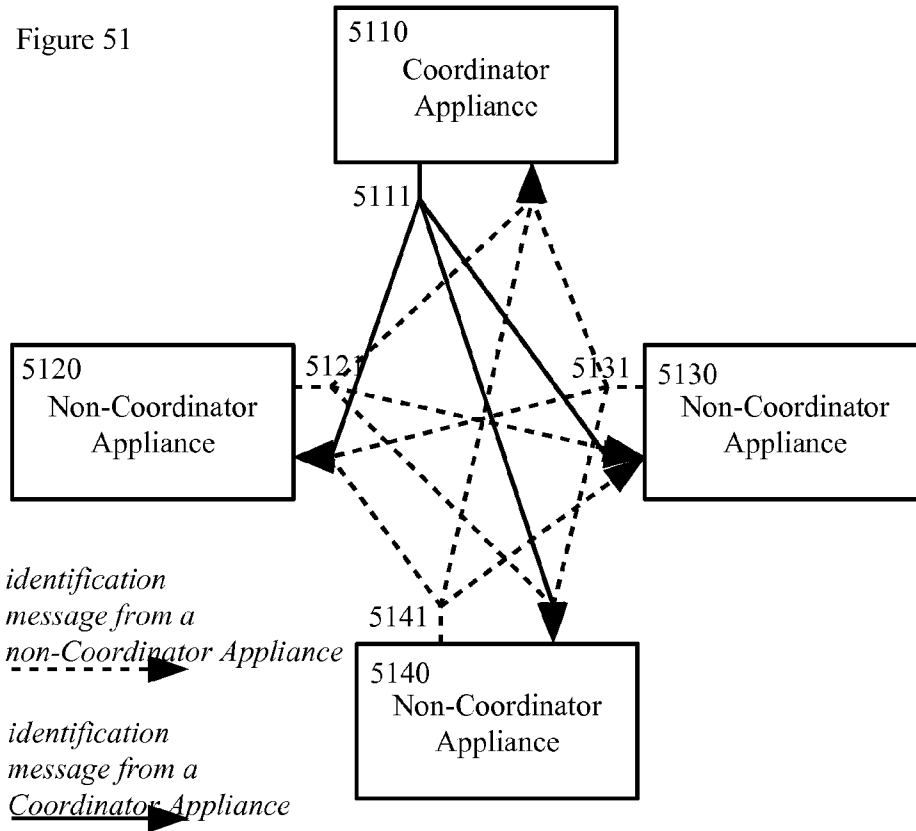 Figure 51
5110
Coordinator
Appliance
5111
5120
Non-Coordinator
Appliance
5121
5131
5130
Non-Coordinator
Appliance
5141
5140
Non-Coordinator
Appliance
identification
message from a
non-Coordinator Appliance
identification
message from a
Coordinator Appliance